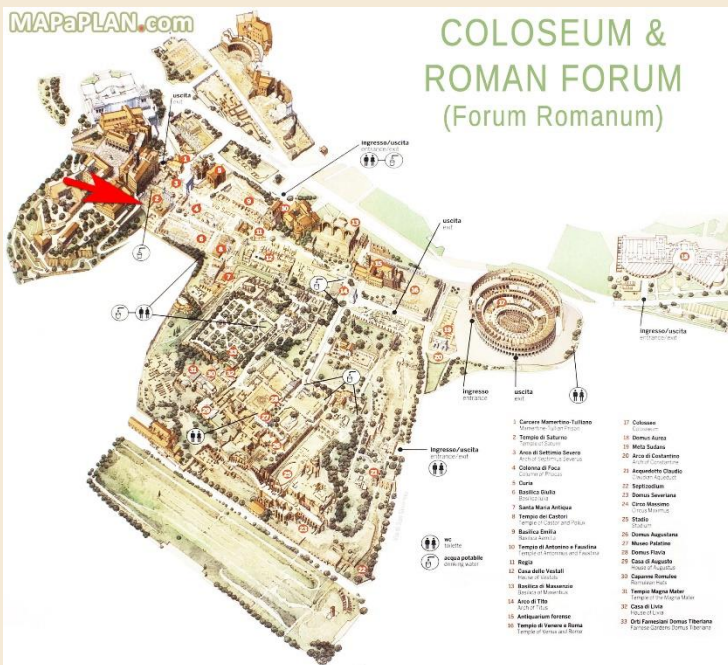 MAPaPLAN.com
COLOSEUM &
ROMAN FORUM
(Forum Romanum)
uscita
exit
ingresso/uscita
entrance/exit
uscita
exit
ingresso/uscita
entrance/exit
ingresso
entrance
uscita
exit
ingresso/uscita
entrance/exit
wc
toilette
acqua potabile
drinking water
1 Carcere Mamertino-Tulliano
Mamertine-Tullian Prison
2 Tempio di Saturno
Temple of Saturn
3 Arco di Settimio Severo
Arch of Septimius Severus
4 Colonna di Foca
Column of Phocas
5 Curia
6 Basilica Giulia
Basilica Julia
7 Santa Maria Antiqua
8 Tempio dei Castori
Temple of Castor and Pollux
9 Basilica Emilia
Basilica Aemilia
10 Tempio di Antonino e Faustina
Temple of Antoninus and Faustina
11 Regia
12 Casa delle Vestali
House of Vestals
13 Basilica di Massenzio
Basilica of Maxentius
14 Arco di Tito
Arch of Titus
15 Antiquarium forense
16 Tempio di Venere e Roma
Temple of Venus and Roma
17 Colosseo
Colosseum
18 Domus Aurea
19 Meta Sudans
20 Arco di Costantino
Arch of Constantine
21 Acquedotto Claudio
Claudian Aqueduct
22 Septizodium
23 Domus Severiana
24 Circo Massimo
Circus Maximus
25 Stadio
Stadium
26 Domus Augustana
27 Museo Palatino
28 Domus Flavia
29 Casa di Augusto
House of Augustus
30 Capanne Romulee
Romulean Huts
31 Tempio Magna Mater
Temple of the Magna Mater
32 Casa di Livia
House of Livia
33 Orti Farnesiani Domus Tiberiana
Farnese Gardens Domus Tiberiana